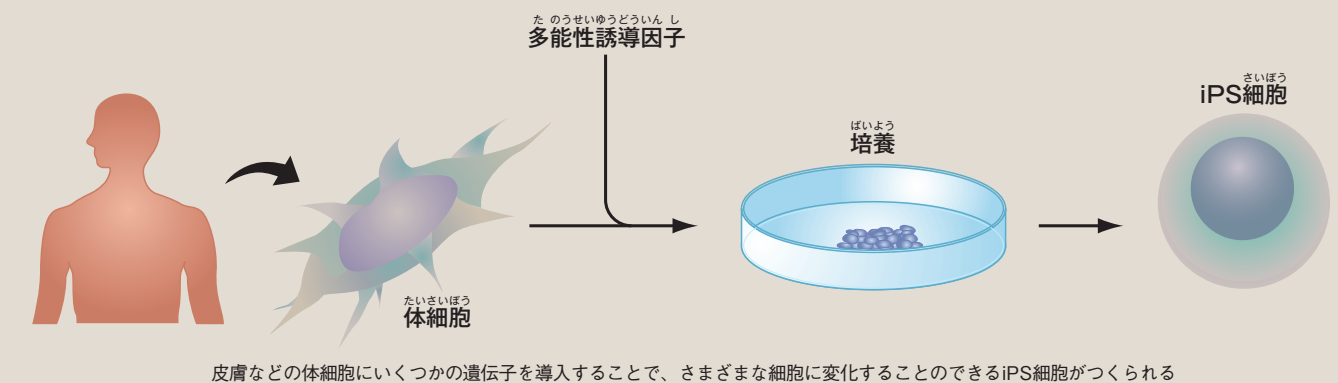 たのうせいゆうどういんし
多能性誘導因子
さいぼう
iPS細胞
ばいよう
培養
たいさいぼう
体細胞
皮膚などの体細胞にいくつかの遺伝子を導入することで、さまざまな細胞に変化することのできるiPS細胞がつくられる